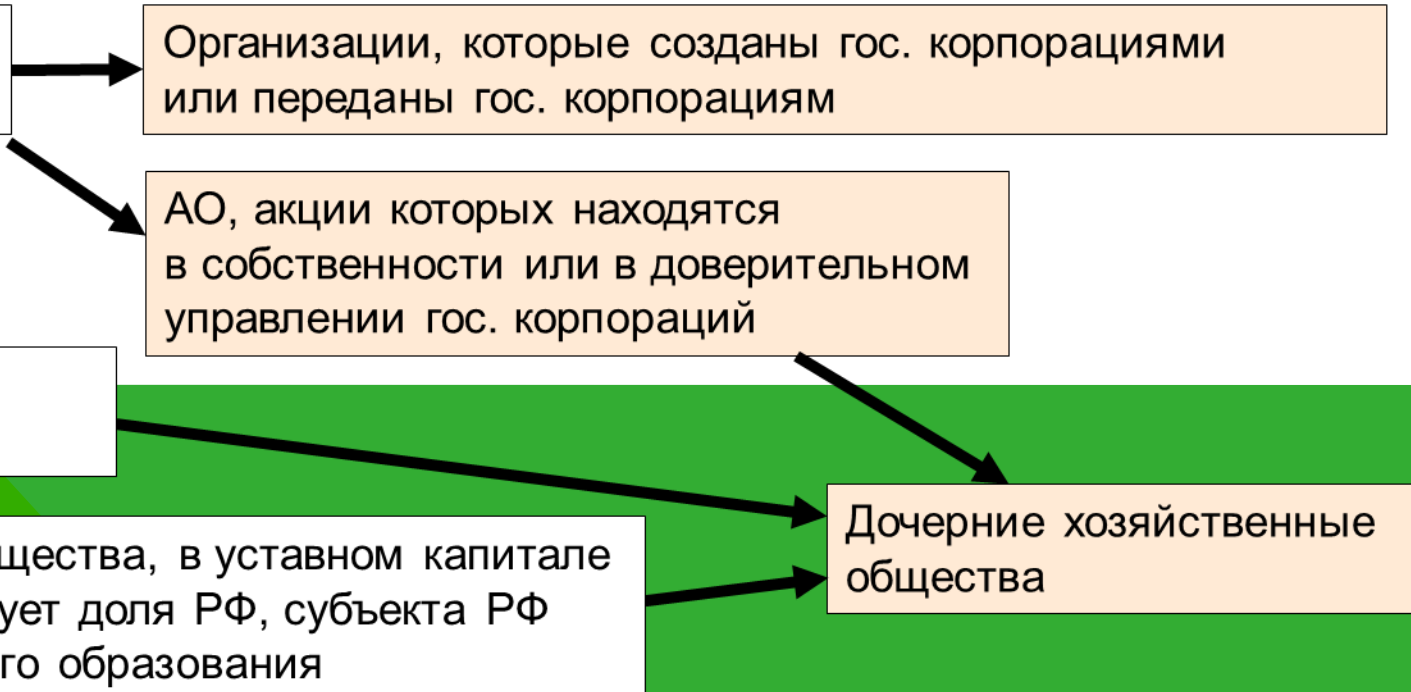 Организации, которые созданы гос. корпорациями
или переданы гос. корпорациям
АО, акции которых находятся
в собственности или в доверительном
управлении гос. корпораций
Дочерние хозяйственные
общества
щества, в уставном капитале
ует доля РФ, субъекта РФ
го образования